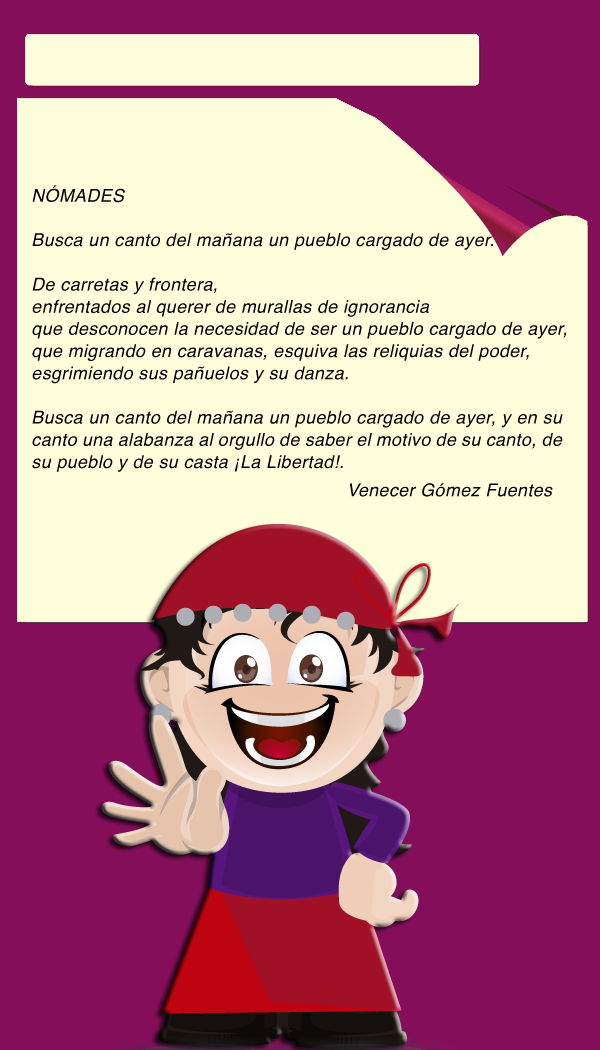 NÓMADES
Busca un canto del mañana un pueblo cargado de ayer.
De carretas y frontera,
enfrentados al querer de murallas de ignorancia
que desconocen la necesidad de ser un pueblo cargado de ayer,
que migrando en caravanas, esquiva las reliquias del poder,
esgrimiendo sus pañuelos y su danza.
Busca un canto del mañana un pueblo cargado de ayer, y en su
canto una alabanza al orgullo de saber el motivo de su canto, de
su pueblo y de su casta ¡La Libertad!.
Venecer Gómez Fuentes